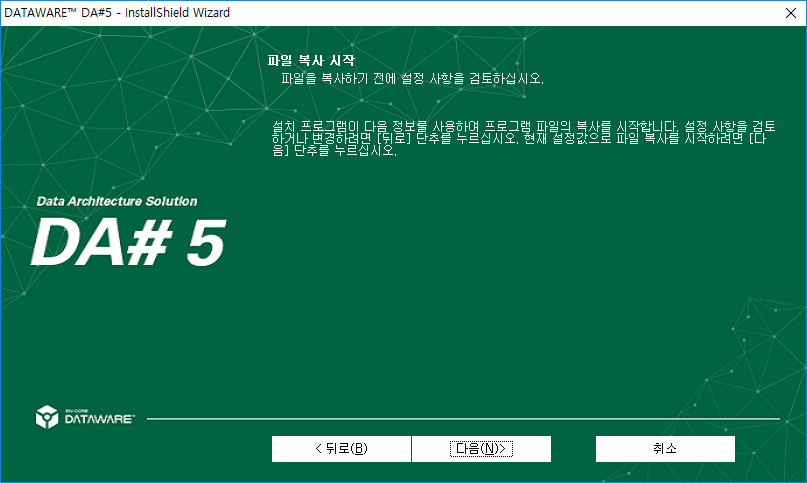 DATAWARE™ DA#5 - InstallShield Wizard
파일 복사 시작
파일을 복사하기 전에 설정 사항을 검토하십시오.
설치 프로그램이 다음 정보를 사용하여 프로그램 파일의 복사를 시작합니다. 설정 사항을 검토
하거나 변경하려면 [뒤로] 단추를 누르십시오. 현재 설정값으로 파일 복사를 시작하려면 [다
음] 단추를 누르십시오.
Data Architecture Solution
DA# 5
EN-CORE
DATAWARE™
< 뒤로(B)
다음(N)>
취소